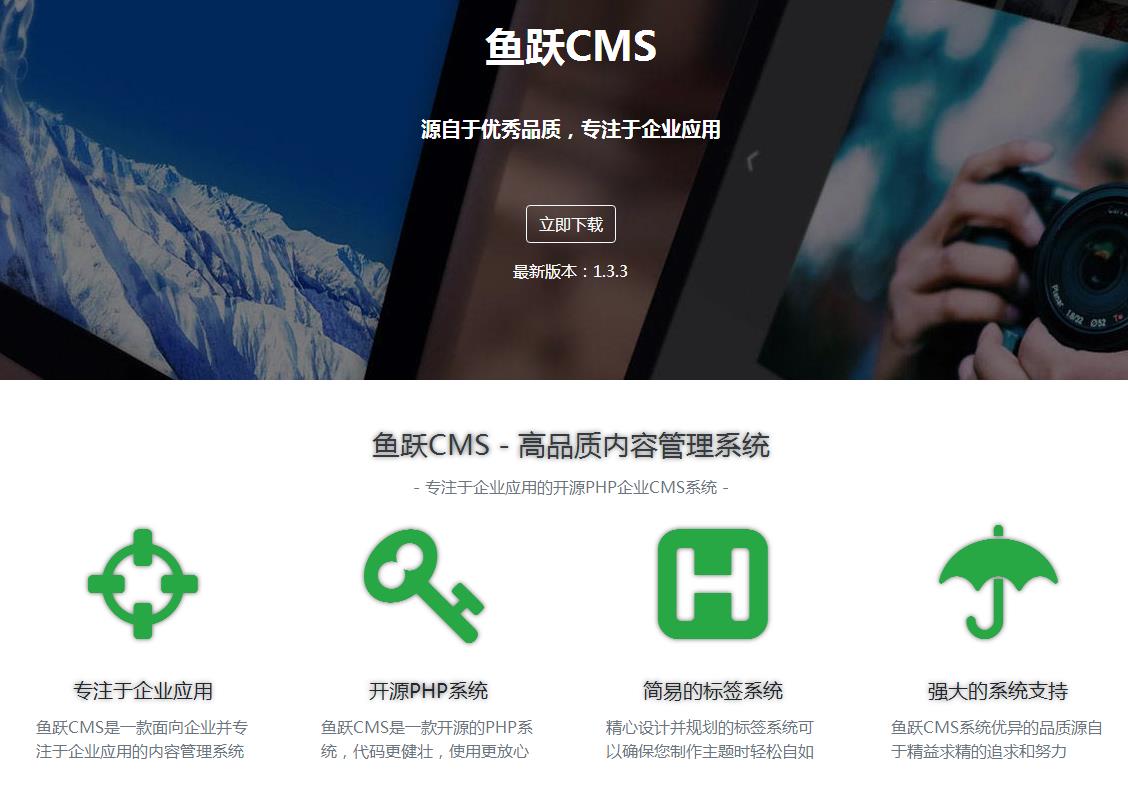 鱼跃CMS
源自于优秀品质，专注于企业应用
立即下载
最新版本：1.3.3
Planar 1.8/22 Ø52 T*
鱼跃CMS - 高品质内容管理系统
- 专注于企业应用的开源PHP企业CMS系统 -
H
专注于企业应用
开源PHP系统
简易的标签系统
强大的系统支持
鱼跃CMS是一款面向企业并专
注于企业应用的内容管理系统
鱼跃CMS是一款开源的PHP系
统，代码更健壮，使用更放心
精心设计并规划的标签系统可
以确保您制作主题时轻松自如
鱼跃CMS系统优异的品质源自
于精益求精的追求和努力